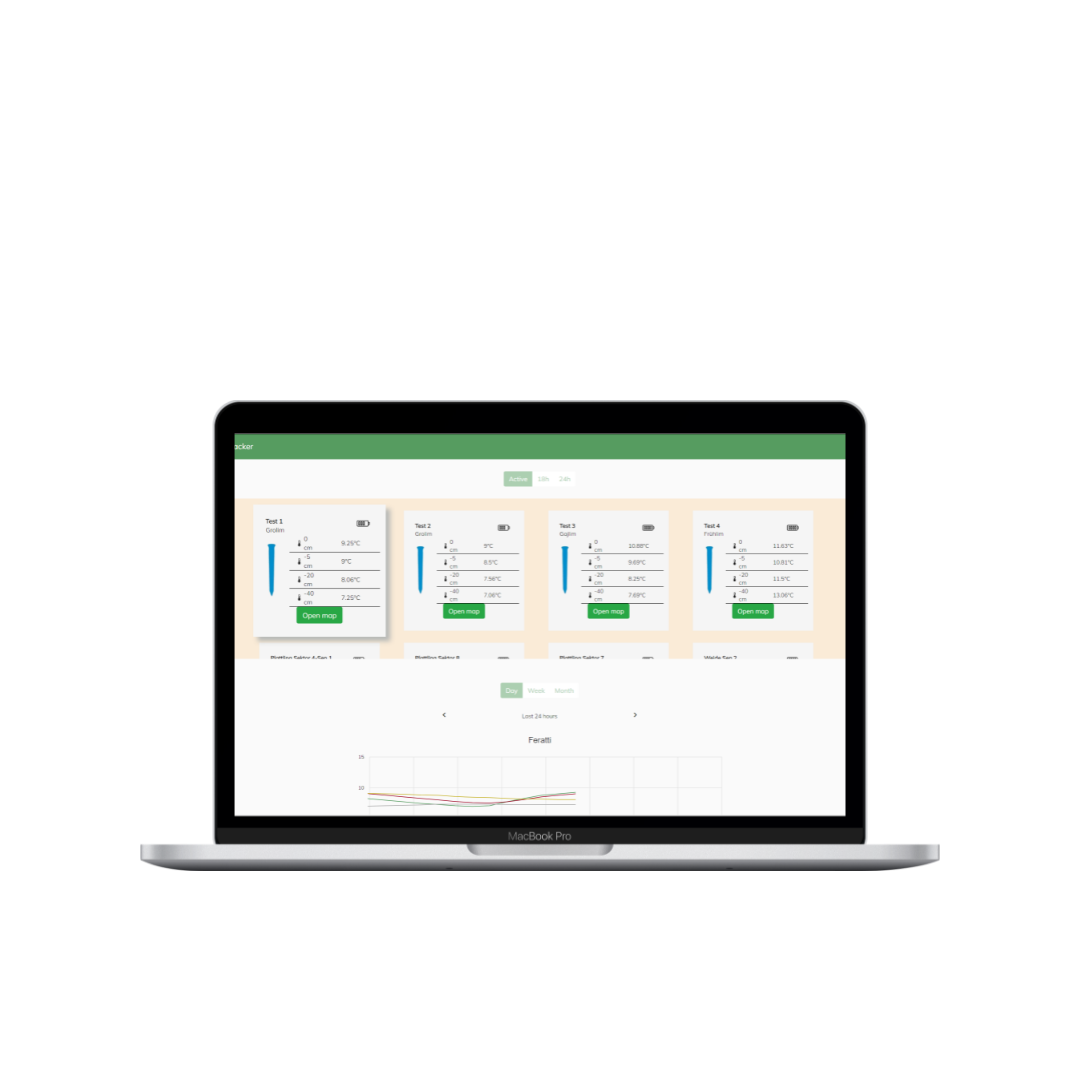 acker
Active 18h 24h
Test 1
Grolim
0 cm 9.25°C
-5 cm 9°C
-20 cm 8.06°C
-40 cm 7.25°C
Open map
Test 2
Grolim
0 cm 9°C
-5 cm 8.5°C
-20 cm 7.56°C
-40 cm 7.06°C
Open map
Test 3
0 cm 10.88°C
-5 cm 9.69°C
-20 cm 8.25°C
-40 cm 7.69°C
Open map
Test 4
0 cm 11.63°C
-5 cm 10.81°C
-20 cm 11.5°C
-40 cm 13.06°C
Open map
Day Week Month
Last 24 hours
Feratti
15
10
MacBook Pro